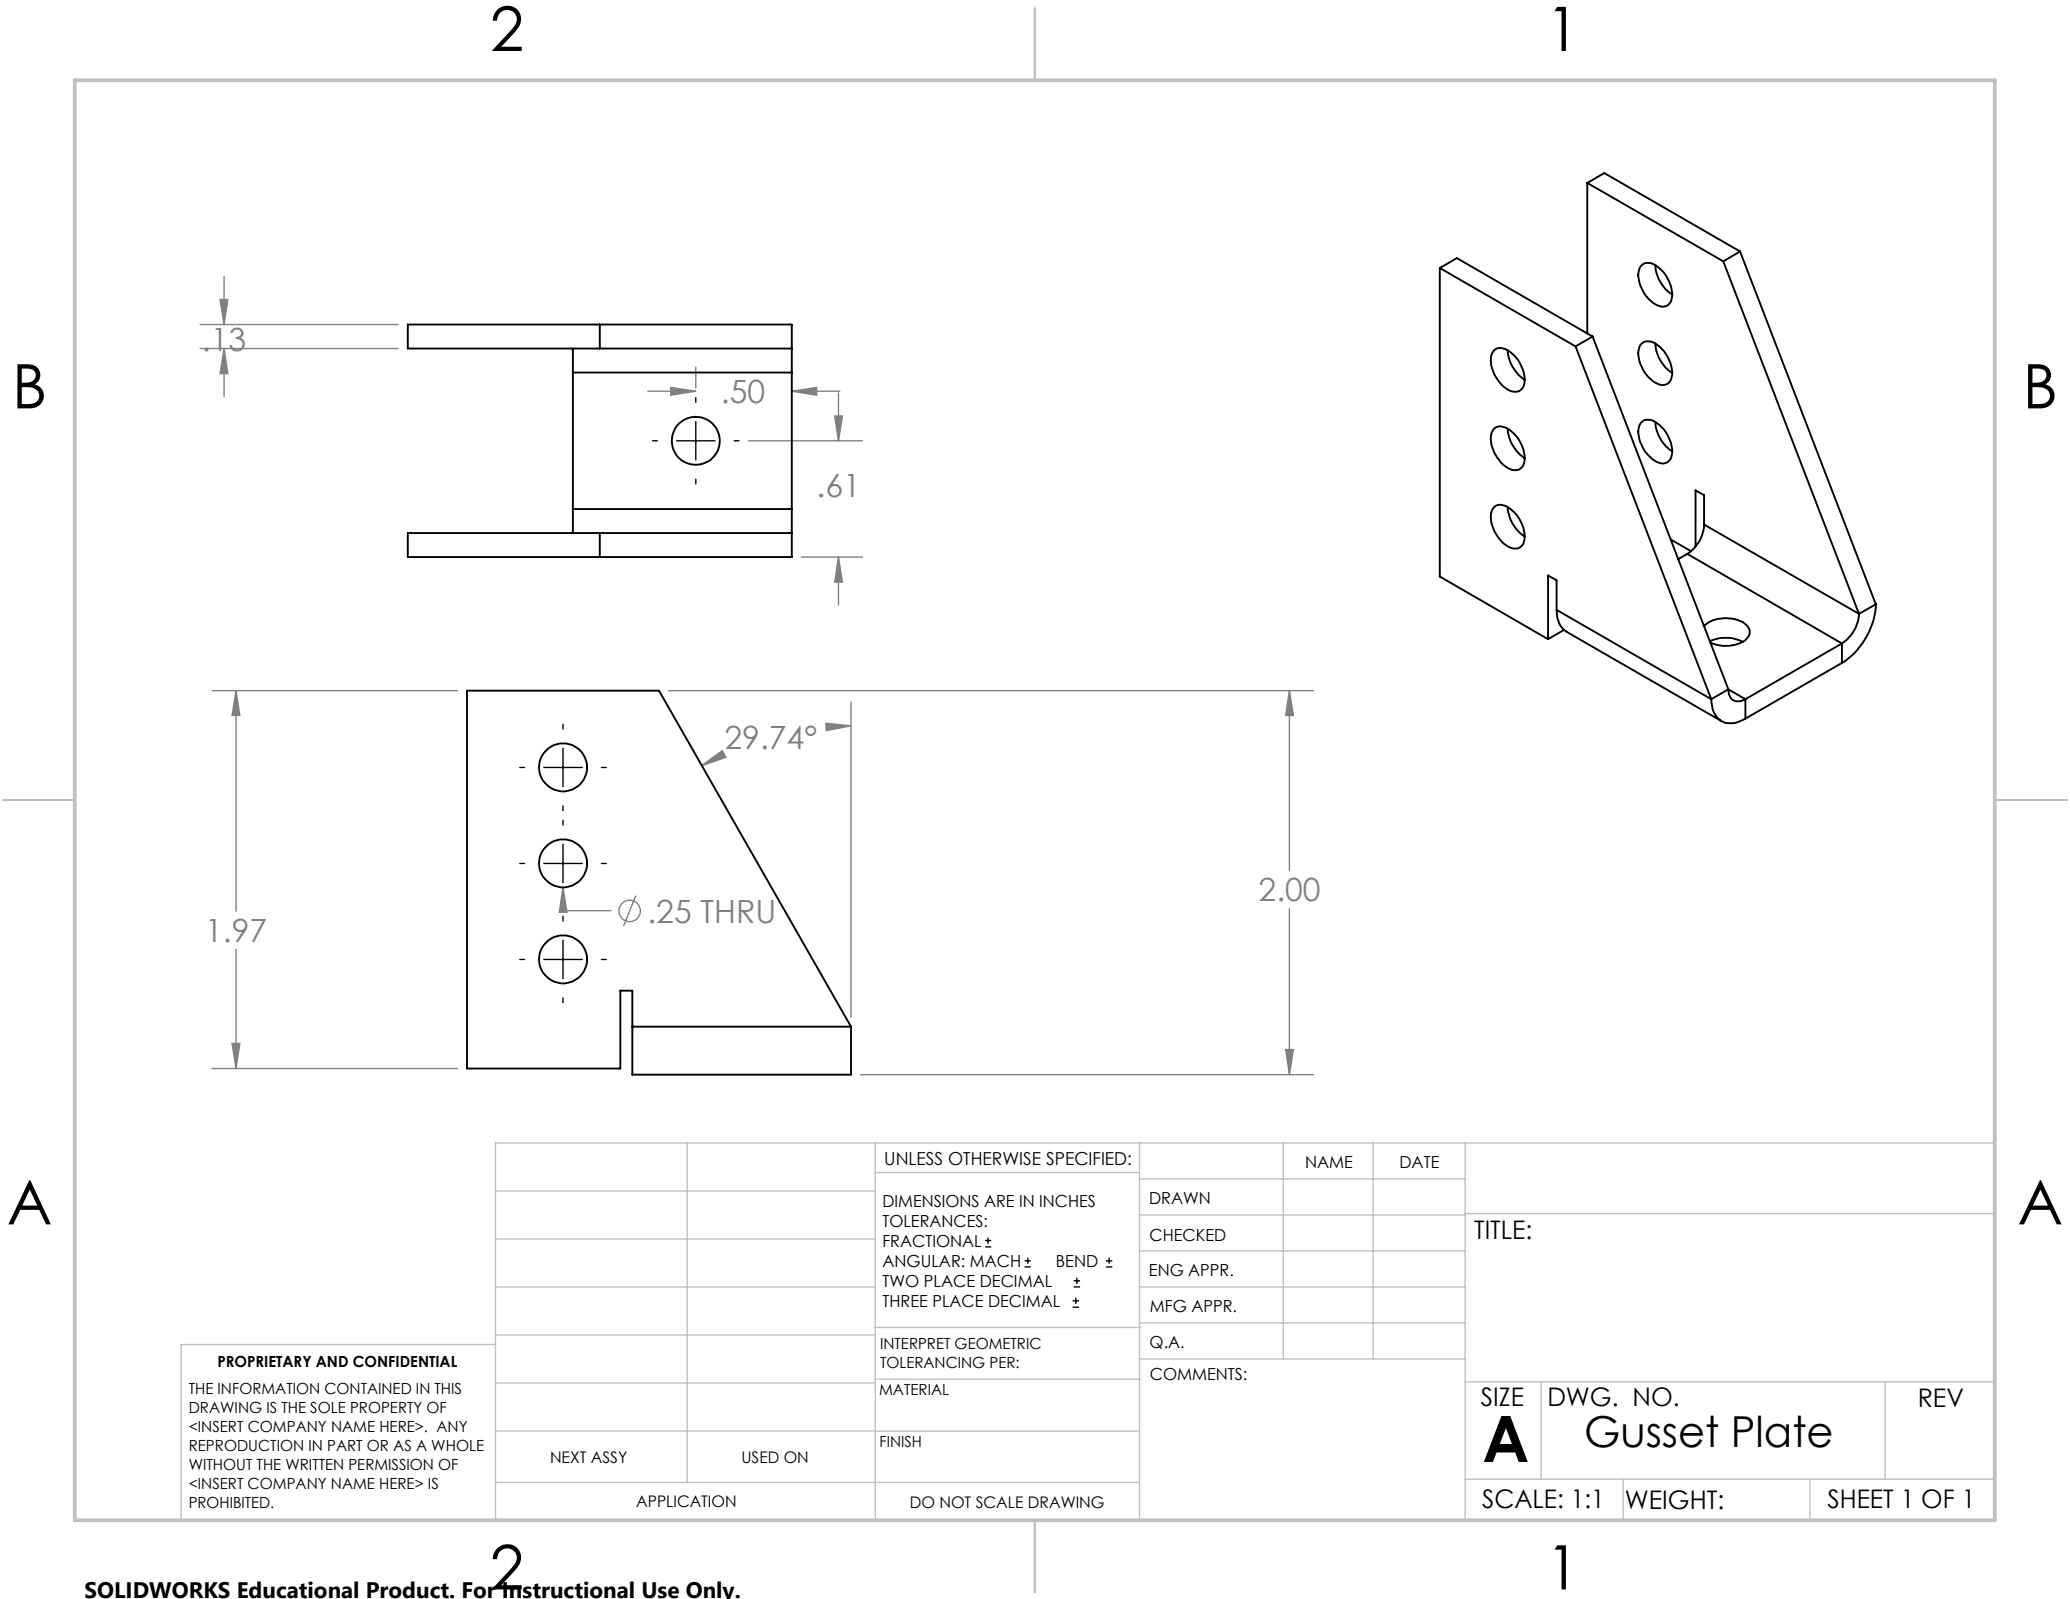 2
1
B
B
.13
.50
.61
29.74°
1.97
⌀ .25 THRU
2.00
A
A
UNLESS OTHERWISE SPECIFIED:
DIMENSIONS ARE IN INCHES
TOLERANCES:
FRACTIONAL ±
ANGULAR: MACH ± BEND ±
TWO PLACE DECIMAL ±
THREE PLACE DECIMAL ±
INTERPRET GEOMETRIC
TOLERANCING PER:
MATERIAL
FINISH
DO NOT SCALE DRAWING
NAME
DATE
DRAWN
CHECKED
ENG APPR.
MFG APPR.
Q.A.
COMMENTS:
TITLE:
SIZE
A
DWG. NO.
Gusset Plate
REV
SCALE: 1:1
WEIGHT:
SHEET 1 OF 1
PROPRIETARY AND CONFIDENTIAL
THE INFORMATION CONTAINED IN THIS
DRAWING IS THE SOLE PROPERTY OF
<INSERT COMPANY NAME HERE>. ANY
REPRODUCTION IN PART OR AS A WHOLE
WITHOUT THE WRITTEN PERMISSION OF
<INSERT COMPANY NAME HERE> IS
PROHIBITED.
NEXT ASSY
USED ON
APPLICATION
2
1
SOLIDWORKS Educational Product. For Instructional Use Only.